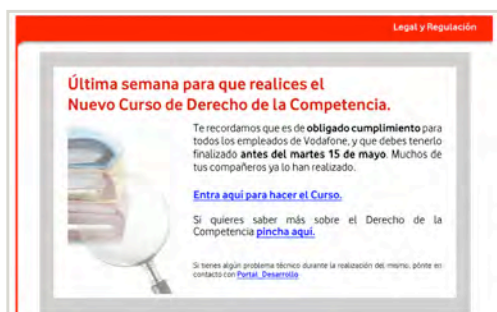 Legal y Regulación
Última semana para que realices el
Nuevo Curso de Derecho de la Competencia.
Te recordamos que es de obligado cumplimiento para
todos los empleados de Vodafone, y que debes tenerlo
finalizado antes del martes 15 de mayo. Muchos de
tus compañeros ya lo han realizado.
Entra aquí para hacer el Curso.
Si quieres saber más sobre el Derecho de la
Competencia pincha aquí.
Si tienes algún problema técnico durante la realización del mismo, pónte en
contacto con Portal_Desarrollo